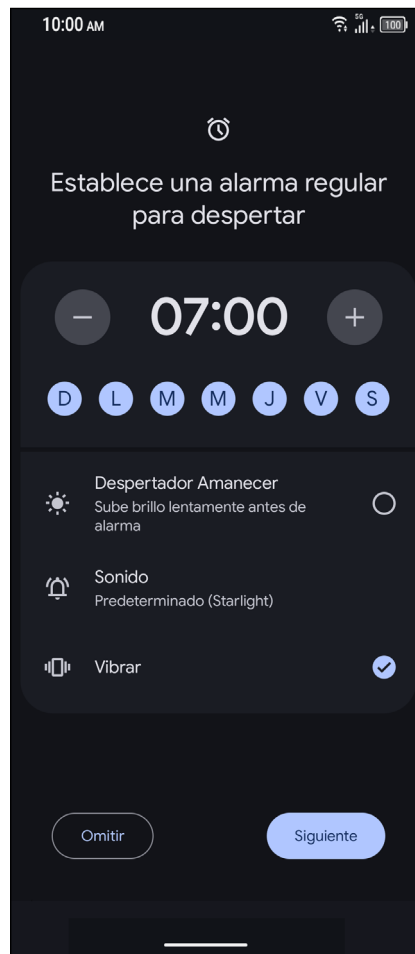 10:00 AM
5G
100
Establece una alarma regular
para despertar
07:00
D L M M J V S
Despertador Amanecer
Sube brillo lentamente antes de
alarma
Sonido
Predeterminado (Starlight)
Vibrar
Omitir
Siguiente